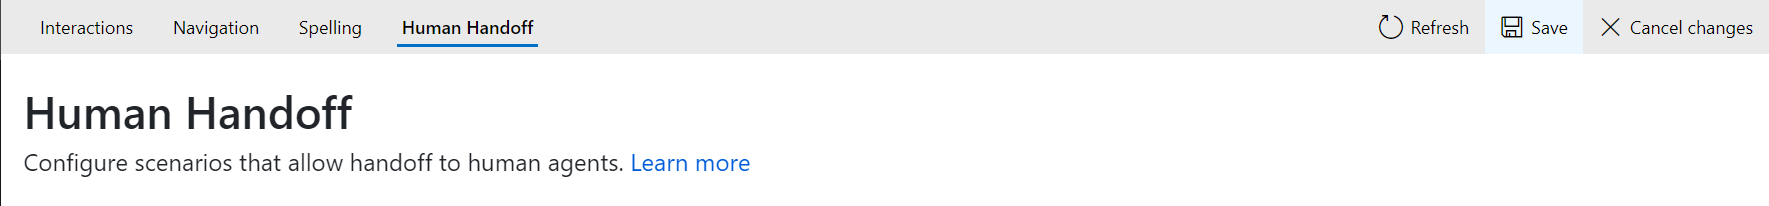 Interactions Navigation Spelling Human Handoff Refresh Save Cancel changes
Human Handoff
Configure scenarios that allow handoff to human agents. Learn more